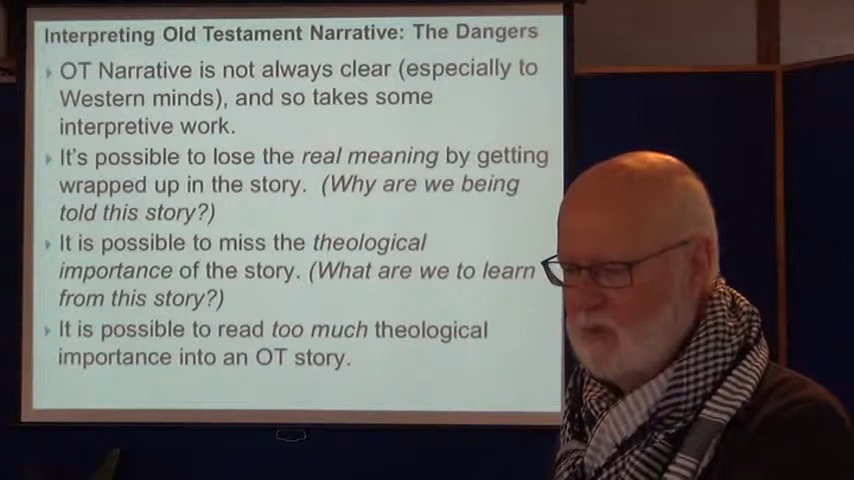 Interpreting Old Testament Narrative: The Dangers
OT Narrative is not always clear (especially to
Western minds), and so takes some
interpretive work.
It's possible to lose the real meaning by getting
wrapped up in the story. (Why are we being
told this story?)
It is possible to miss the theological
importance of the story. (What are we to learn
from this story?)
It is possible to read too much theological
importance into an OT story.